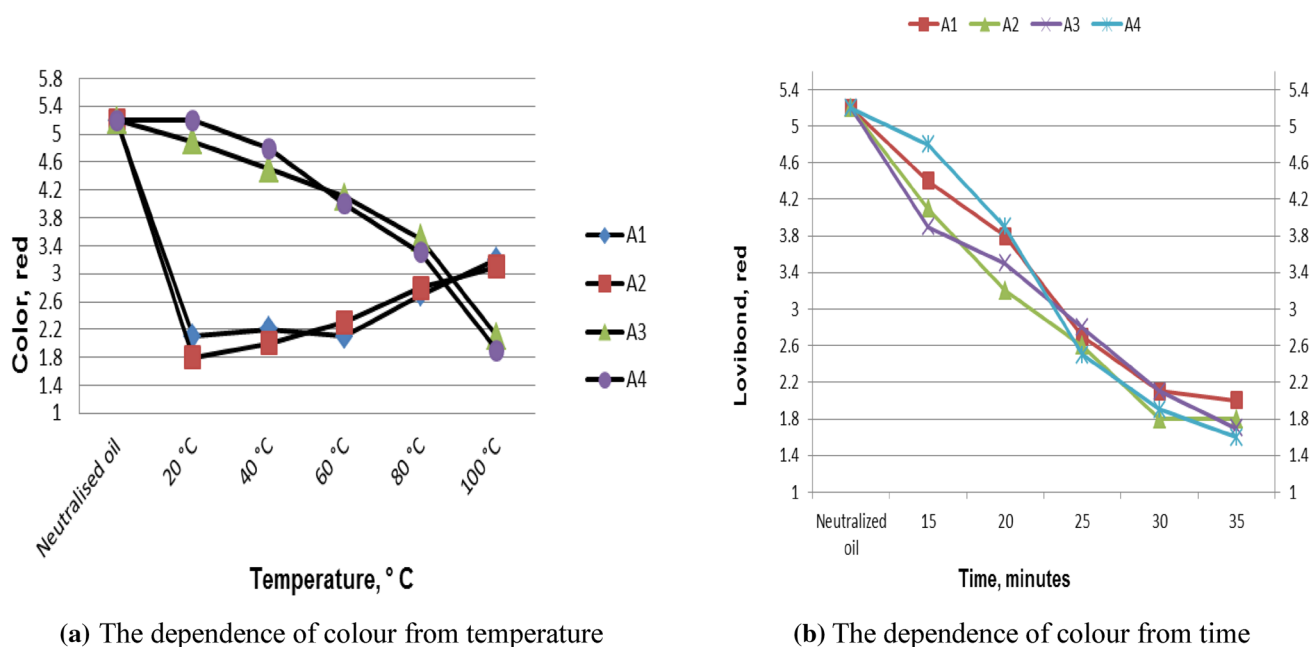 5.8
5.4
5
4.6
4.2
3.8
3.4
3
2.6
2.2
1.8
1.4
1
Color, red
Neutralised oil
20 °C
40 °C
60 °C
80 °C
100 °C
Temperature, ° C
A1
A2
A3
A4
(a) The dependence of colour from temperature
A1 A2 A3 A4
5.4
5
4.6
4.2
3.8
3.4
3
2.6
2.2
1.8
1.4
1
Lovibond, red
5.4
5
4.6
4.2
3.8
3.4
3
2.6
2.2
1.8
1.4
1
Neutralized 15 20 25 30 35
oil
Time, minutes
(b) The dependence of colour from time